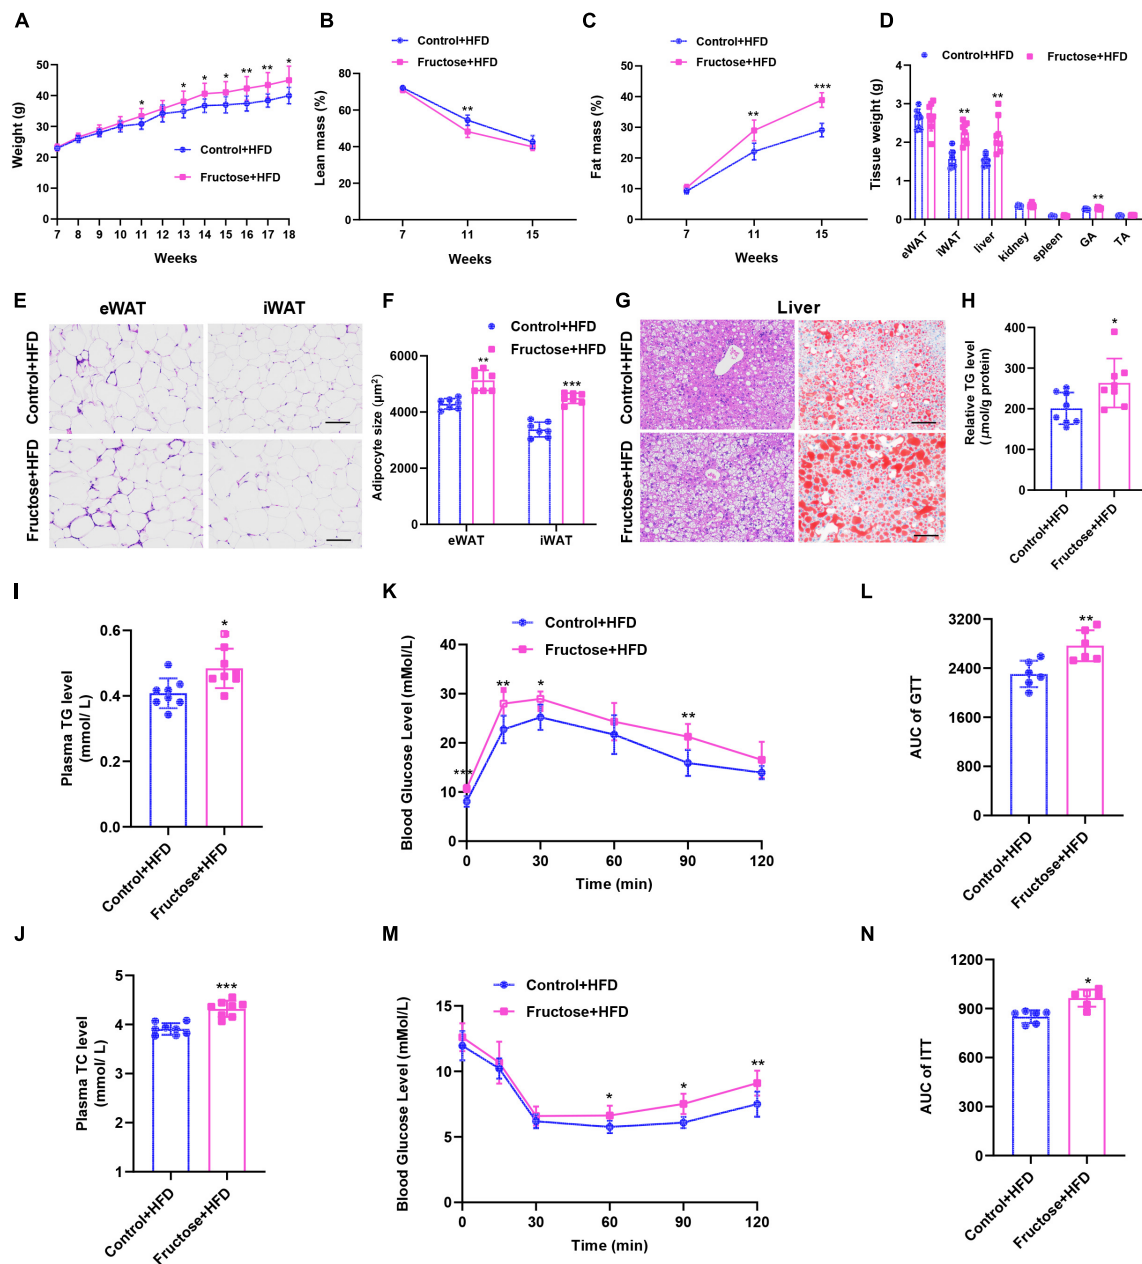 A
Weight (g)
50
40
30
20
10
0
* * * * ** ** *
Control+HFD
Fructose+HFD
7 8 9 10 11 12 13 14 15 16 17 18
Weeks
B
Control+HFD
Fructose+HFD
Lean mass (%)
80
60
40
20
0
**
7 11 15
Weeks
C
Control+HFD
Fructose+HFD
Fat mass (%)
50
40
30
20
10
0
** ***
7 11 15
Weeks
D
Control+HFD Fructose+HFD
Tissue weight (g)
5
4
3
2
1
0
** ** **
eWAT iWAT liver kidney spleen GA TA
E
eWAT iWAT
Control+HFD
Fructose+HFD
F
Control+HFD
Fructose+HFD
Adipocyte size (μm²)
6000
4000
2000
0
** ***
eWAT iWAT
G
Liver
Control+HFD
Fructose+HFD
H
Relative TG level
(μmol/g protein)
400
300
200
100
0
*
Control+HFD
Fructose+HFD
I
Plasma TG level
(mmol/ L)
0.6
0.4
0.2
0.0
*
Control+HFD
Fructose+HFD
K
Control+HFD
Fructose+HFD
Blood Glucose Level (mMol/L)
40
30
20
10
0
*** ** * **
0 30 60 90 120
Time (min)
L
AUC of GTT
3200
2400
1600
800
0
**
Control+HFD
Fructose+HFD
J
Plasma TC level
(mmol/ L)
5
4
3
2
1
***
Control+HFD
Fructose+HFD
M
Control+HFD
Fructose+HFD
Blood Glucose Level (mMol/L)
15
10
5
0
* * **
0 30 60 90 120
Time (min)
N
AUC of ITT
1200
900
600
300
0
*
Control+HFD
Fructose+HFD